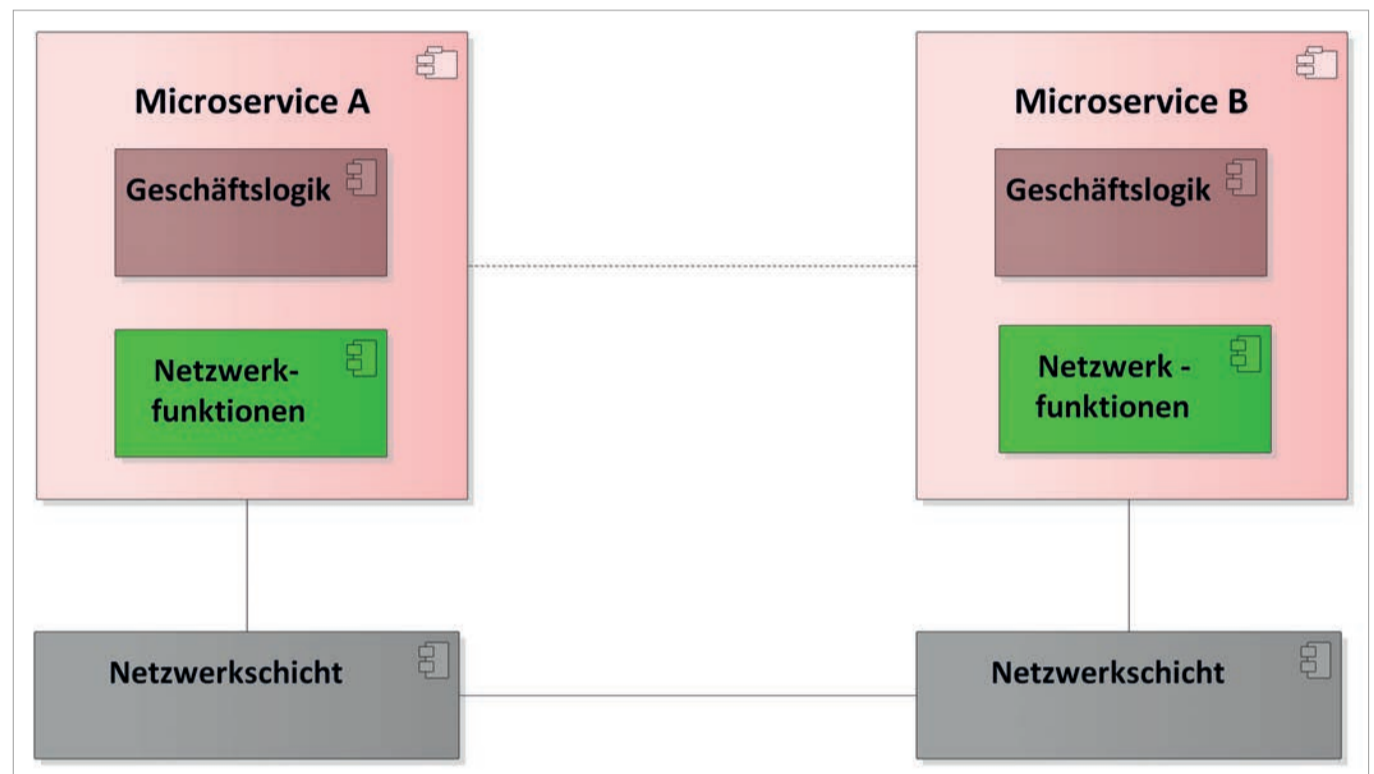 Microservice A
Geschäftslogik
Netzwerk-
funktionen
Netzwerkschicht
Microservice B
Geschäftslogik
Netzwerk -
funktionen
Netzwerkschicht